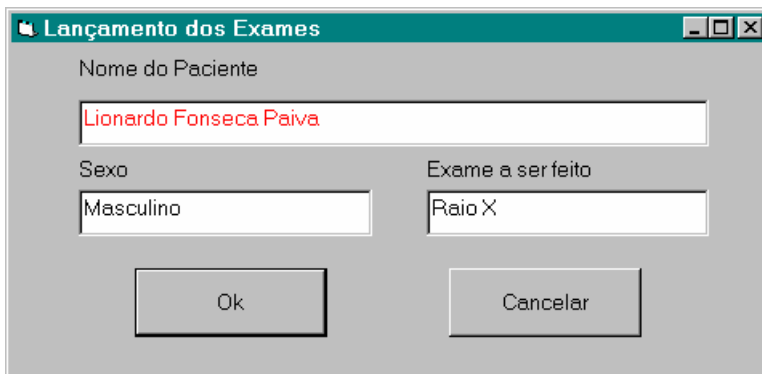 Lançamento dos Exames
Nome do Paciente
Lionardo Fonseca Paiva
Sexo
Exame a ser feito
Masculino
Raio X
Ok
Cancelar